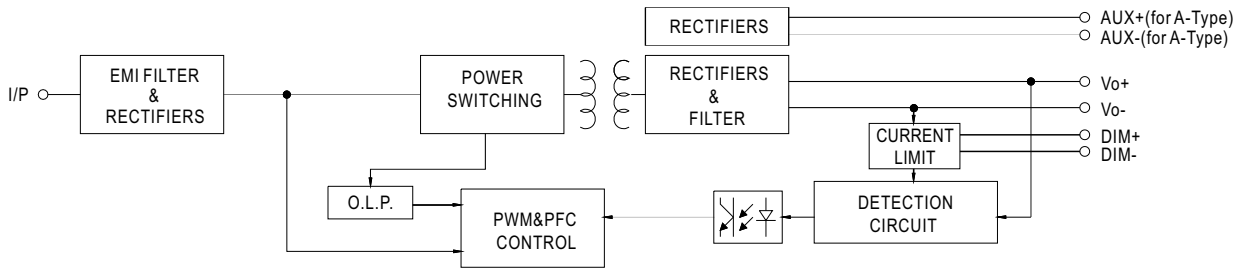 RECTIFIERS
AUX+(for A-Type)
AUX-(for A-Type)
I/P
EMI FILTER
&
RECTIFIERS
POWER
SWITCHING
RECTIFIERS
&
FILTER
Vo+
Vo-
CURRENT
LIMIT
DIM+
DIM-
O.L.P.
PWM&PFC
CONTROL
DETECTION
CIRCUIT